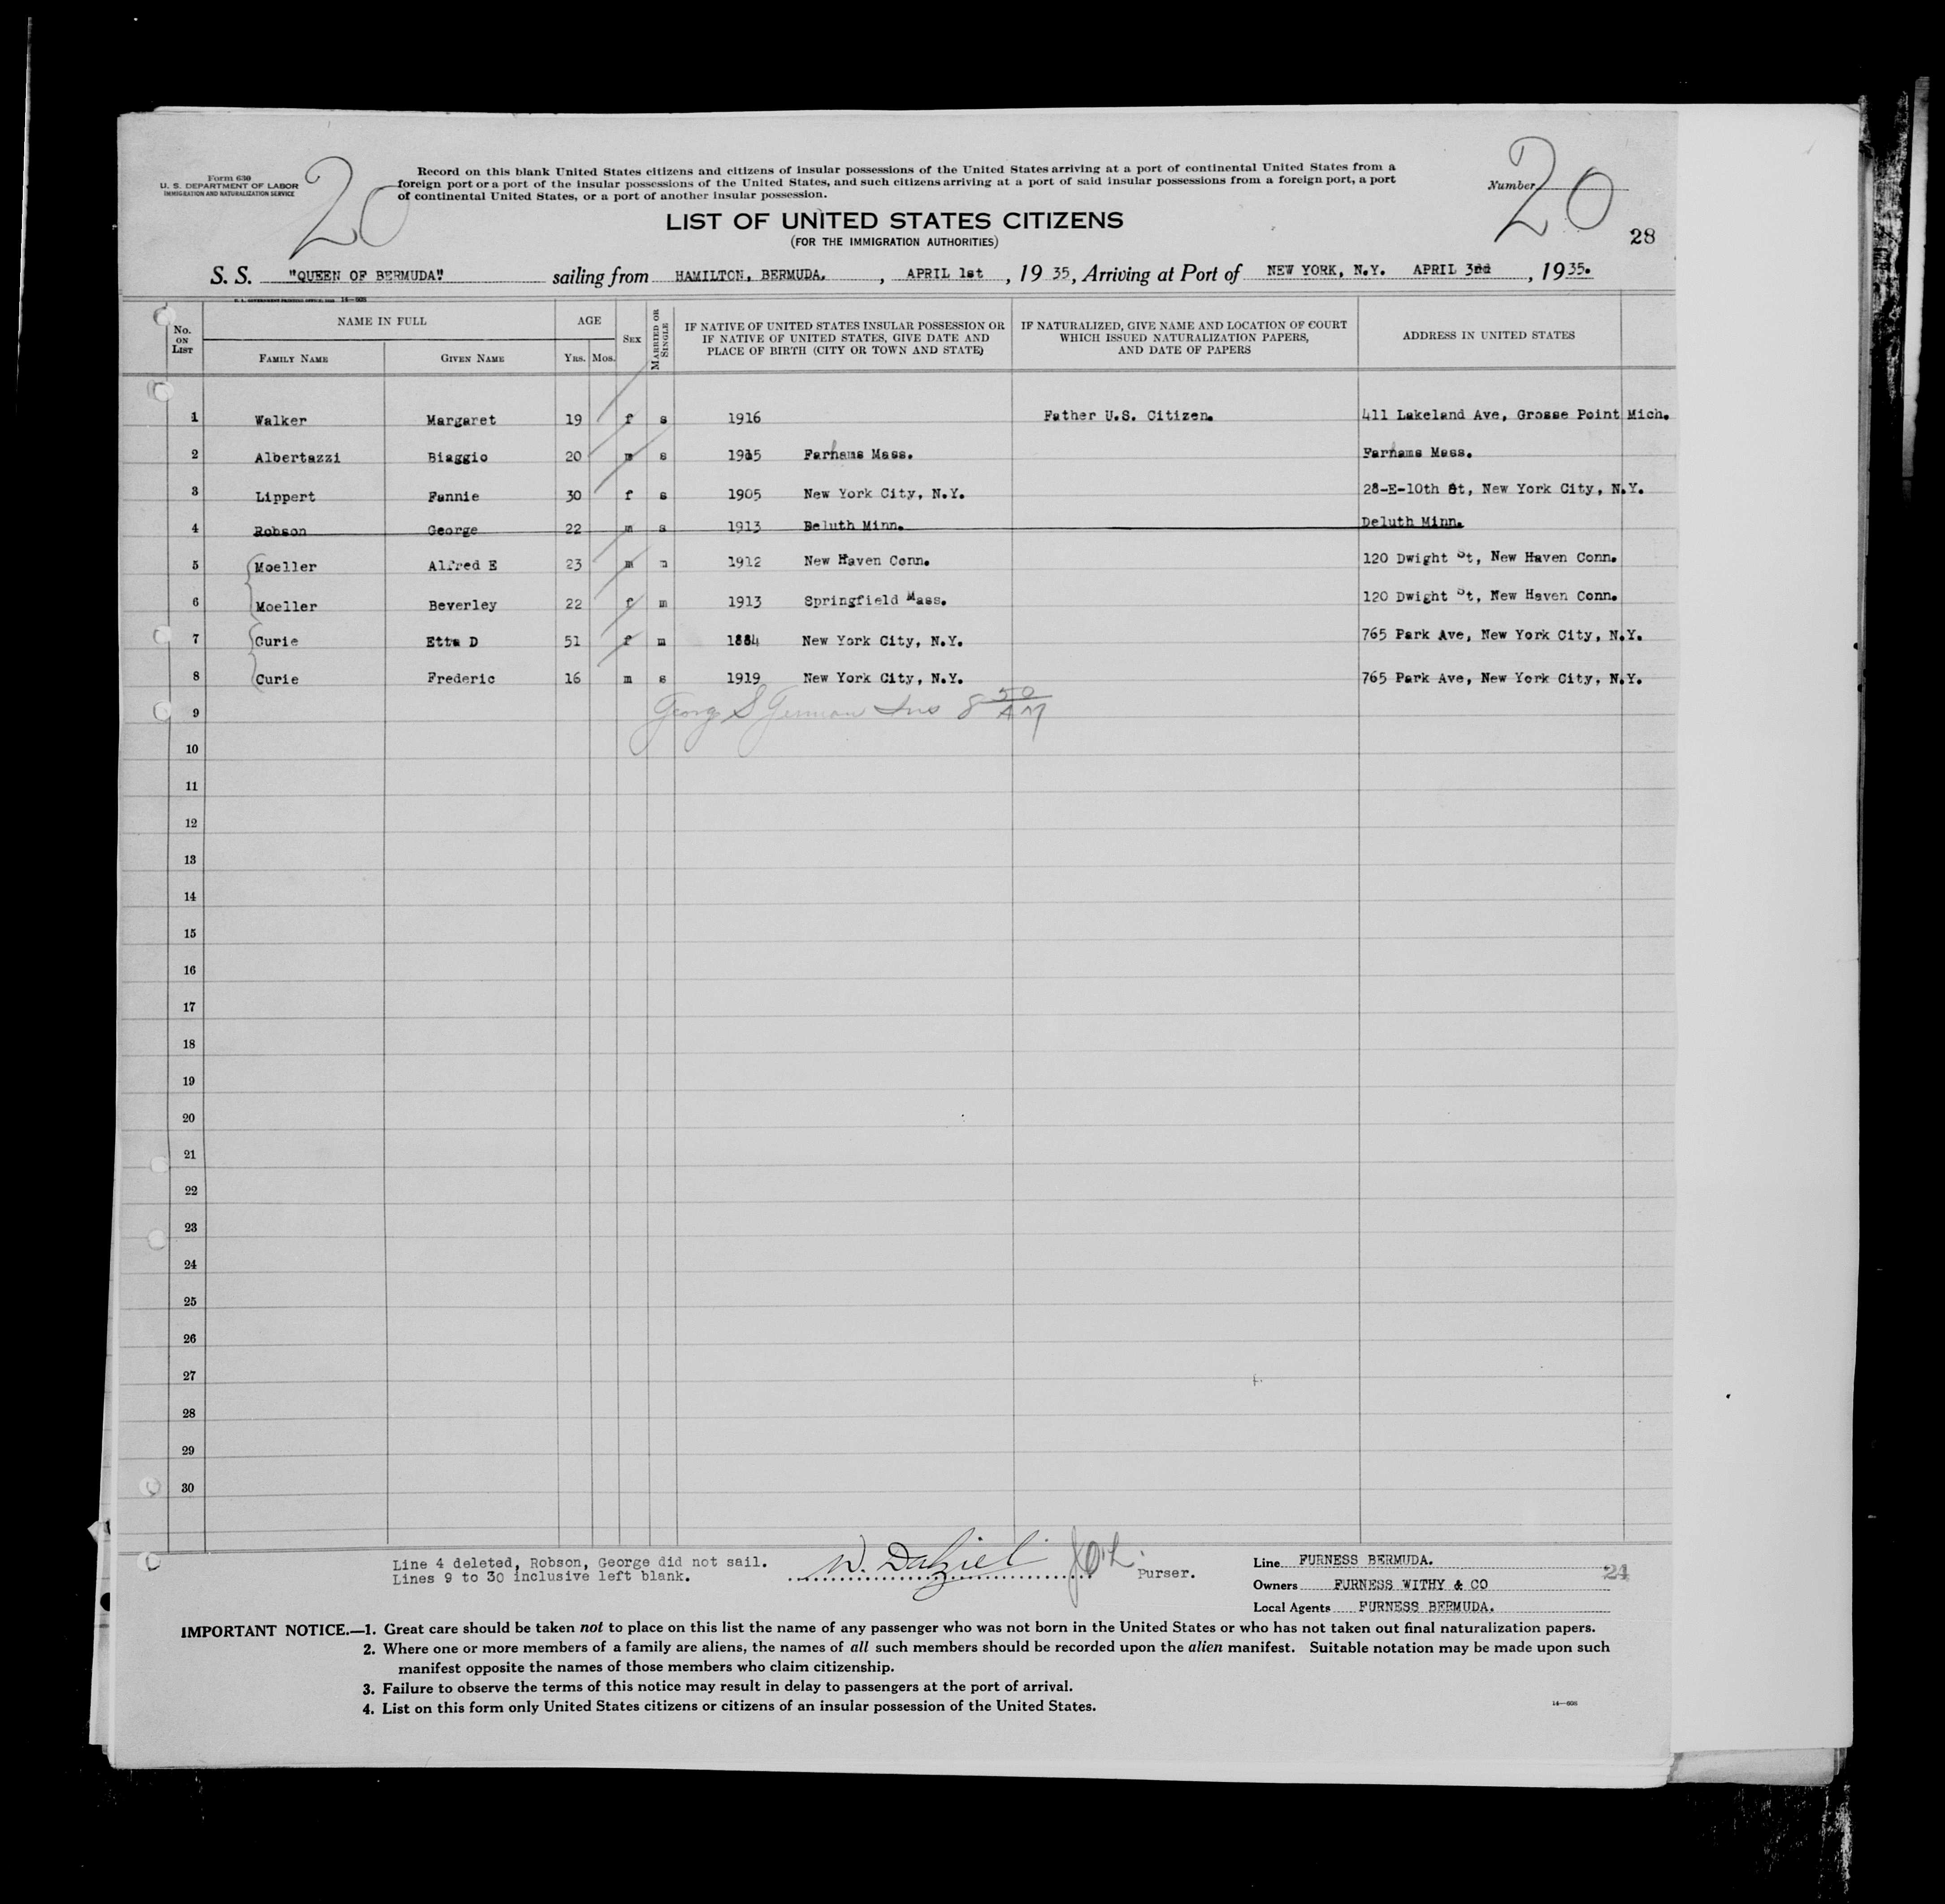 Form 630
U. S. DEPARTMENT OF LABOR
IMMIGRATION AND NATURALIZATION SERVICE
20
Record on this blank United States citizens and citizens of insular possessions of the United States arriving at a port of continental United States from a
foreign port or a port of the insular possessions of the United States, and such citizens arriving at a port of said insular possessions from a foreign port, a port
of continental United States, or a port of another insular possession.
Number 20
28
LIST OF UNITED STATES CITIZENS
(FOR THE IMMIGRATION AUTHORITIES)
S. S. "QUEEN OF BERMUDA" sailing from HAMILTON, BERMUDA. , APRIL 1st , 19 35, Arriving at Port of NEW YORK, N.Y. APRIL 3rd , 19 35.
No. ON LIST
NAME IN FULL
FAMILY NAME GIVEN NAME
AGE
YRS. MOS.
SEX
MARRIED OR SINGLE
IF NATIVE OF UNITED STATES INSULAR POSSESSION OR
IF NATIVE OF UNITED STATES, GIVE DATE AND
PLACE OF BIRTH (CITY OR TOWN AND STATE)
IF NATURALIZED, GIVE NAME AND LOCATION OF COURT
WHICH ISSUED NATURALIZATION PAPERS,
AND DATE OF PAPERS
ADDRESS IN UNITED STATES
1 Walker Margaret 19 f s 1916 Father U.S. Citizen. 411 Lakeland Ave, Grosse Point Mich.
2 Albertazzi Biaggio 20 m s 1915 Farhams Mass. Farhams Mass.
3 Lippert Fannie 30 f s 1905 New York City, N.Y. 28-E-10th St, New York City, N.Y.
4 Robson George 22 m s 1913 Deluth Minn. Deluth Minn.
5 Moeller Alfred E 23 m m 1912 New Haven Conn. 120 Dwight St, New Haven Conn.
6 Moeller Beverley 22 f m 1913 Springfield Mass. 120 Dwight St, New Haven Conn.
7 Curie Etta D 51 f m 1884 New York City, N.Y. 765 Park Ave, New York City, N.Y.
8 Curie Frederic 16 m s 1919 New York City, N.Y. 765 Park Ave, New York City, N.Y.
9 Ins 8 50 AM
10
11
12
13
14
15
16
17
18
19
20
21
22
23
24
25
26
27
28
29
30
Line 4 deleted, Robson, George did not sail.
Lines 9 to 30 inclusive left blank.
W. Dalziel Purser.
Line FURNESS BERMUDA.
24
Owners FURNESS WITHY & CO
Local Agents FURNESS BERMUDA.
IMPORTANT NOTICE.—1. Great care should be taken not to place on this list the name of any passenger who was not born in the United States or who has not taken out final naturalization papers.
2. Where one or more members of a family are aliens, the names of all such members should be recorded upon the alien manifest. Suitable notation may be made upon such
manifest opposite the names of those members who claim citizenship.
3. Failure to observe the terms of this notice may result in delay to passengers at the port of arrival.
4. List on this form only United States citizens or citizens of an insular possession of the United States.
14—608